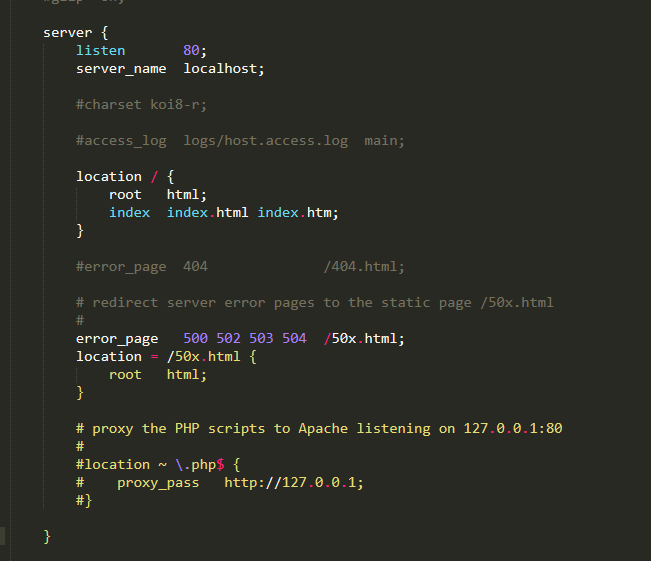 #gzip on;
server {
listen 80;
server_name localhost;
#charset koi8-r;
#access_log logs/host.access.log main;
location / {
root html;
index index.html index.htm;
}
#error_page 404 /404.html;
# redirect server error pages to the static page /50x.html
#
error_page 500 502 503 504 /50x.html;
location = /50x.html {
root html;
}
# proxy the PHP scripts to Apache listening on 127.0.0.1:80
#
#location ~ \.php$ {
# proxy_pass http://127.0.0.1;
#}
}